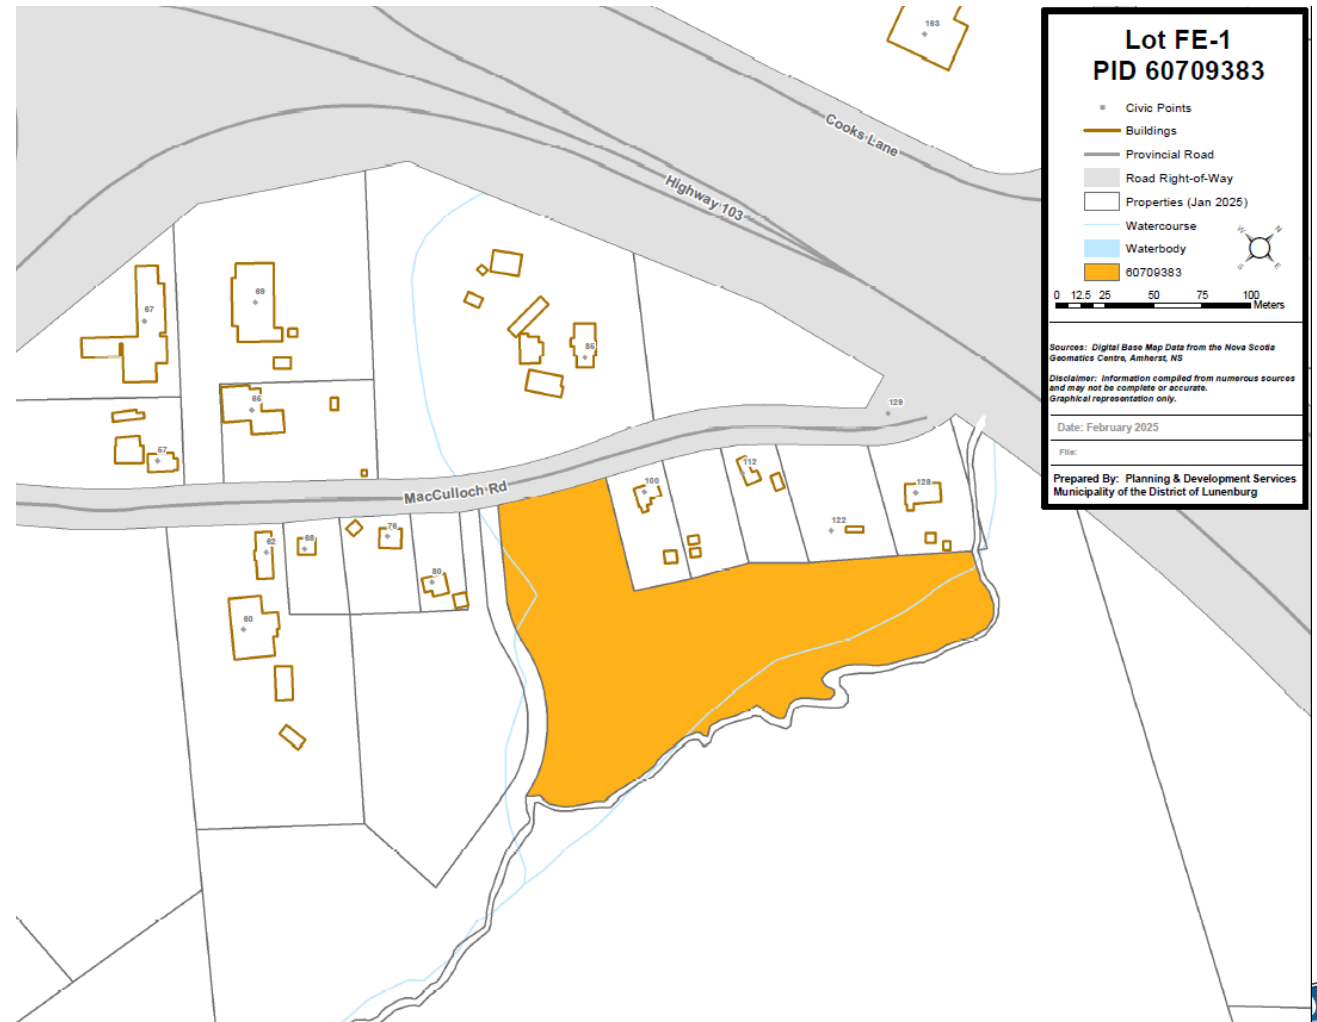 163
Cooks Lane
Highway 103
67
69
65
57
85
129
MacCulloch Rd
100
112
122
128
62
68
78
80
60
Lot FE-1
PID 60709383
Civic Points
Buildings
Provincial Road
Road Right-of-Way
Properties (Jan 2025)
Watercourse
Waterbody
60709383
N
E
S
W
0 12.5 25 50 75 100
Meters
Sources: Digital Base Map Data from the Nova Scotia
Geomatics Centre, Amherst, NS
Disclaimer: Information compiled from numerous sources
and may not be complete or accurate.
Graphical representation only.
Date: February 2025
File:
Prepared By: Planning & Development Services
Municipality of the District of Lunenburg